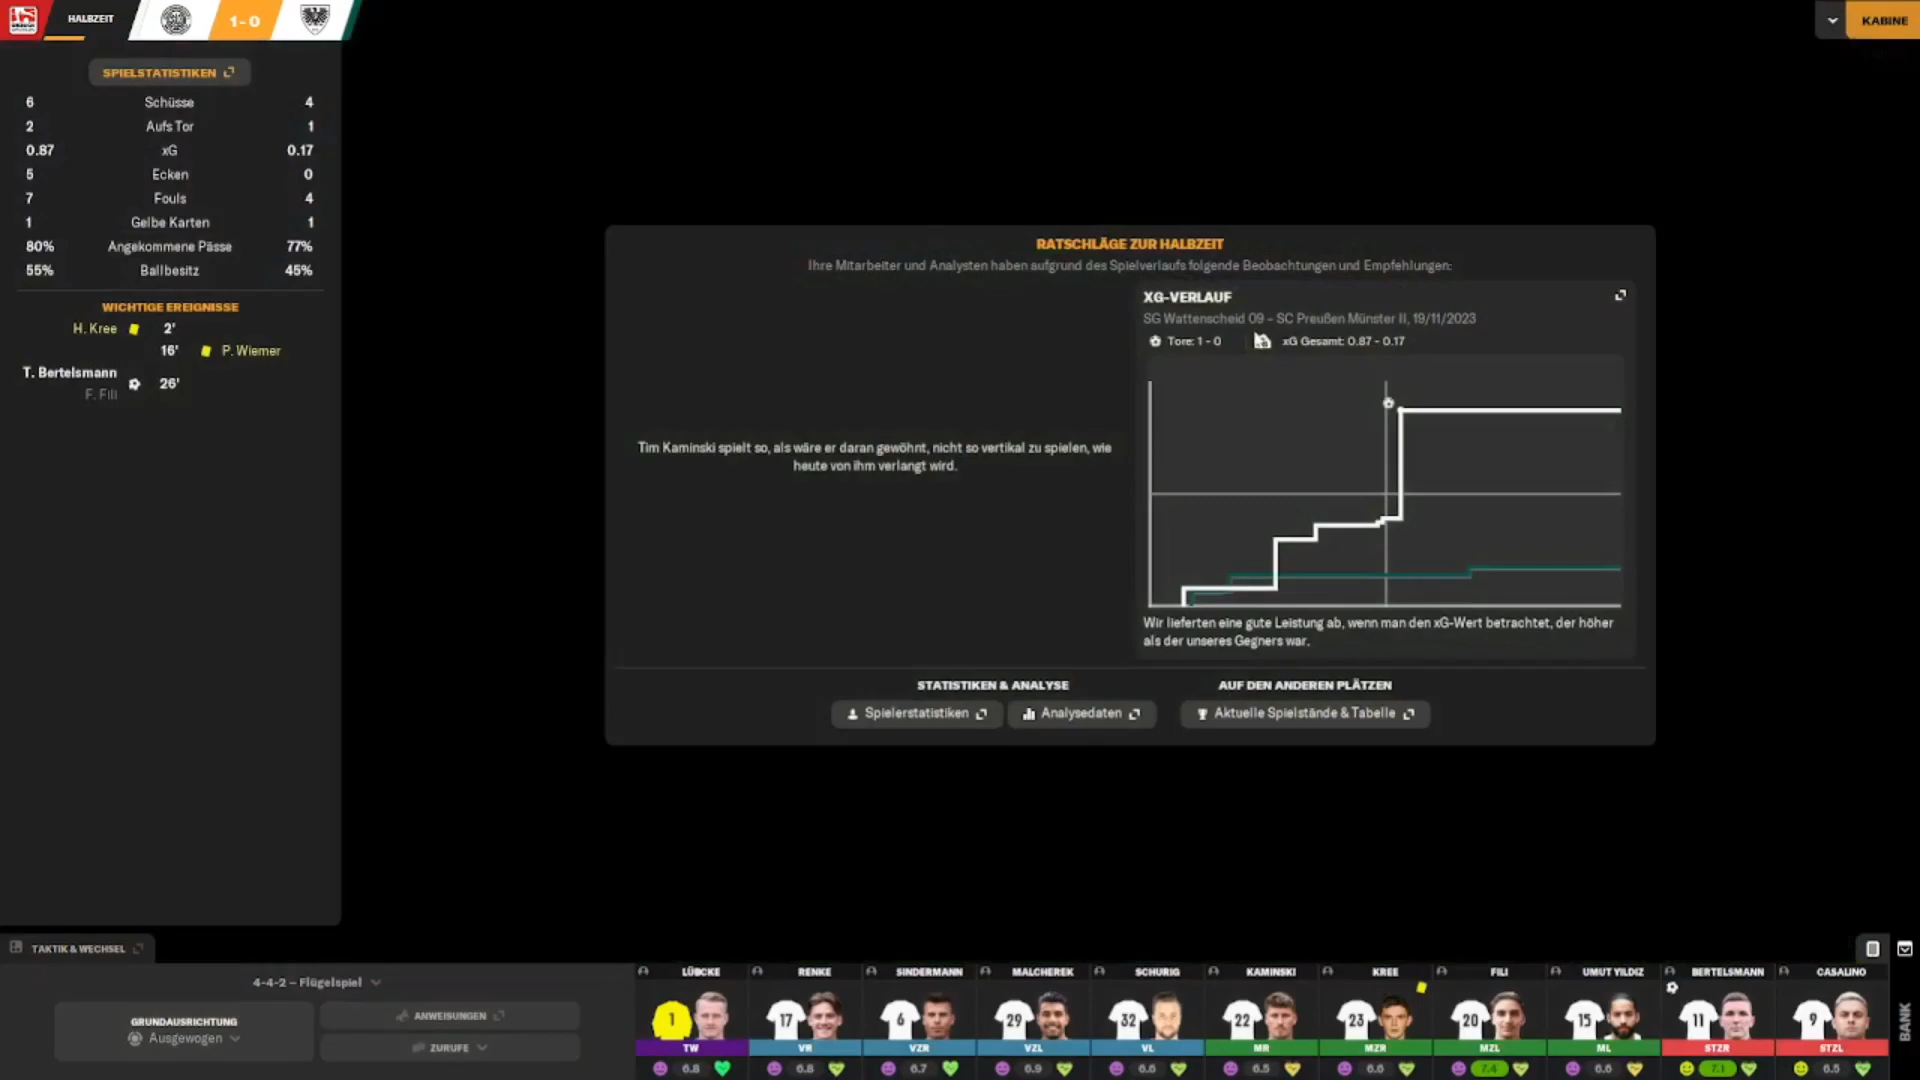 HALBZEIT
1 - 0
KABINE
SPIELSTATISTIKEN
6 Schüsse 4
2 Aufs Tor 1
0.87 xG 0.17
5 Ecken 0
7 Fouls 4
1 Gelbe Karten 1
80% Angekommene Pässe 77%
55% Ballbesitz 45%
WICHTIGE EREIGNISSE
H. Kree 2'
16' P. Wiemer
T. Bertelsmann
F. Fili
26'
RATSCHLÄGE ZUR HALBZEIT
Ihre Mitarbeiter und Analysten haben aufgrund des Spielverlaufs folgende Beobachtungen und Empfehlungen:
Tim Kaminski spielt so, als wäre er daran gewöhnt, nicht so vertikal zu spielen, wie
heute von ihm verlangt wird.
XG-VERLAUF
SG Wattenscheid 09 - SC Preußen Münster II, 19/11/2023
Tore: 1 - 0 xG Gesamt: 0.87 - 0.17
Wir lieferten eine gute Leistung ab, wenn man den xG-Wert betrachtet, der höher
als der unseres Gegners war.
STATISTIKEN & ANALYSE
Spielerstatistiken Analysedaten
AUF DEN ANDEREN PLÄTZEN
Aktuelle Spielstände & Tabelle
TAKTIK & WECHSEL
4-4-2 – Flügelspiel
GRUNDAUSRICHTUNG
Ausgewogen
ANWEISUNGEN
ZURUFE
LÜBCKE RENKE SINDERMANN MALCHEREK SCHURIG KAMINSKI KREE FILI UMUT YILDIZ BERTELSMANN CASALINO
1 17 6 29 32 22 23 20 15 11 9
TW VR VZR VZL VL MR MZR MZL ML STZR STZL
6.8 6.8 6.7 6.9 6.6 6.5 6.6 7.4 6.6 7.1 6.5
BANK